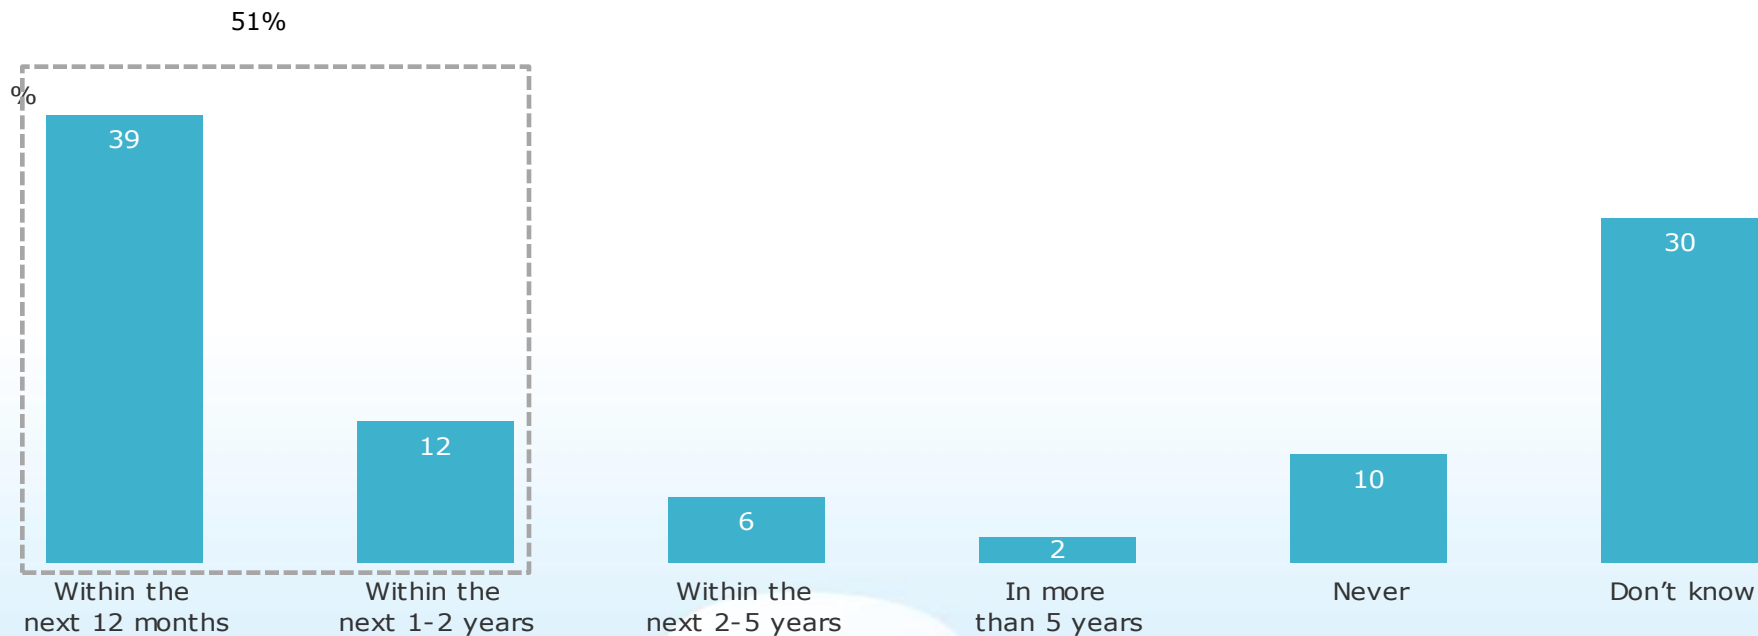 51%
%
39
12
6
2
10
30
Within the
next 12 months
Within the
next 1-2 years
Within the
next 2-5 years
In more
than 5 years
Never
Don’t know